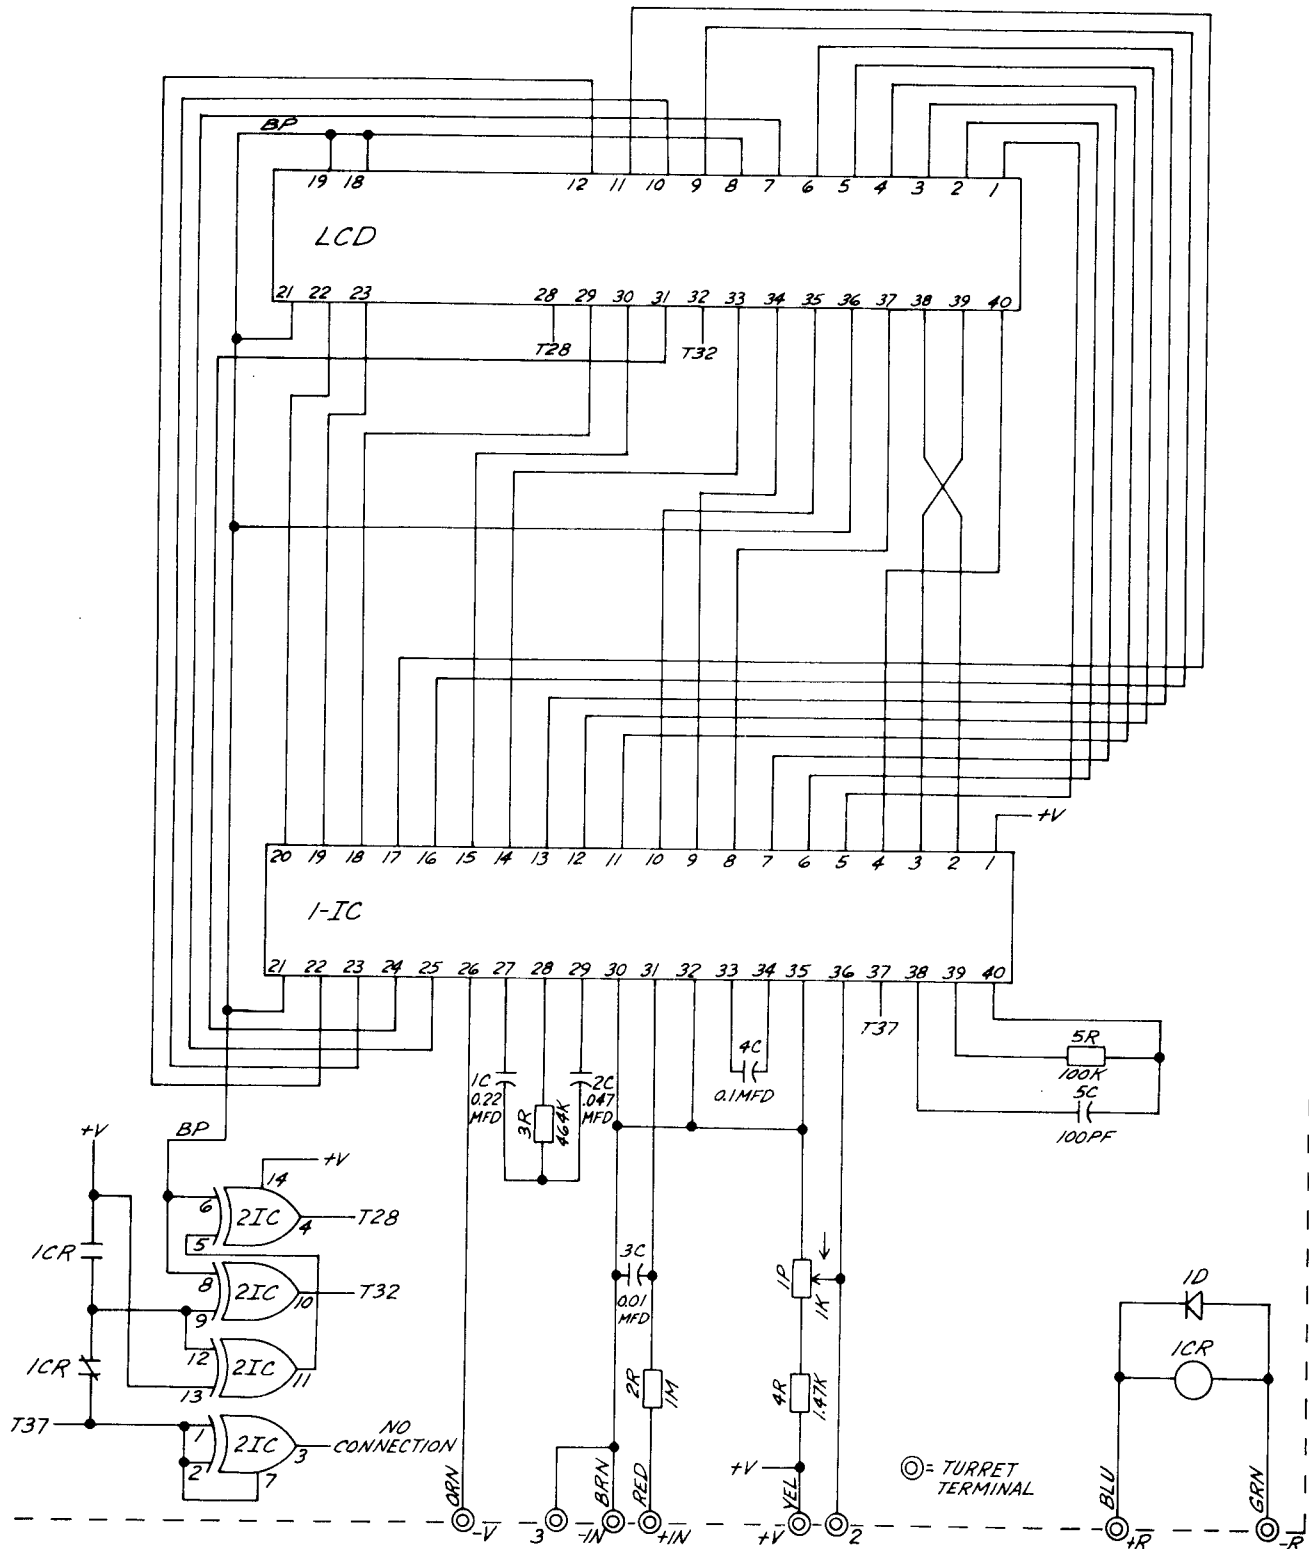 BP
19 18 12 11 10 9 8 7 6 5 4 3 2 1
LCD
21 22 23 28 29 30 31 32 33 34 35 36 37 38 39 40
T28 T32
+V
20 19 18 17 16 15 14 13 12 11 10 9 8 7 6 5 4 3 2 1
1-IC
21 22 23 24 25 26 27 28 29 30 31 32 33 34 35 36 37 38 39 40
T37
1C
0.22
MFD
3R
464K
2C
.047
MFD
4C
0.1MFD
5R
100K
5C
100PF
+V
BP
+V
14
6
5
2IC
4
T28
1CR
8
9
2IC
10
T32
1CR
12
13
2IC
11
T37
1
2
2IC
3
7
NO
CONNECTION
3C
0.01
MFD
2R
1M
1P
1K
4R
1.47K
+V
1D
1CR
= TURRET
TERMINAL
ORN
BRN
RED
YEL
BLU
GRN
-V
3
-IN
+IN
+V
2
+R
-R